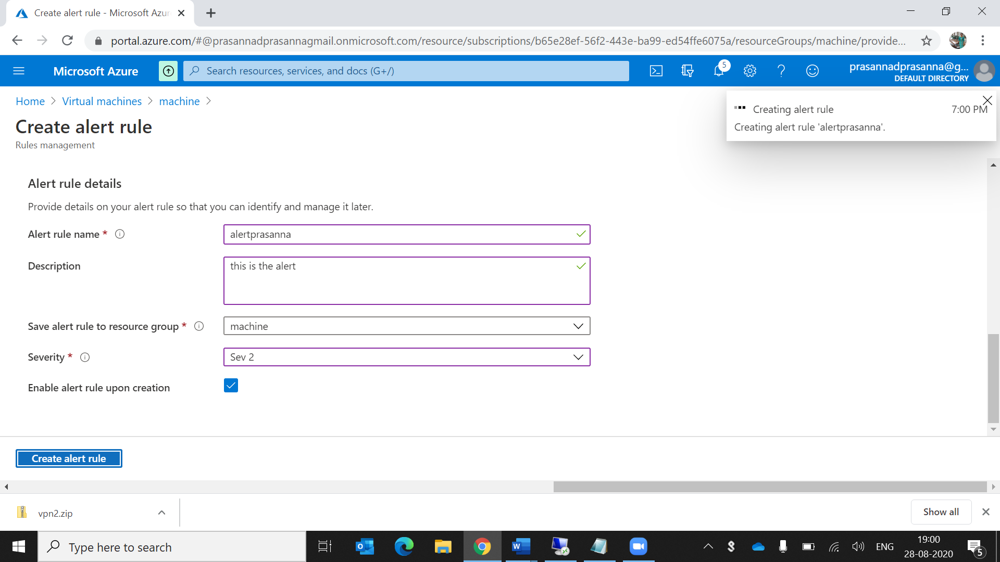 Create alert rule - Microsoft Azur
portal.azure.com/#@prasannadprasannagmail.onmicrosoft.com/resource/subscriptions/b65e28ef-56f2-443e-ba99-ed54ffe6075a/resourceGroups/machine/provide...
Microsoft Azure
Search resources, services, and docs (G+/)
5
prasannadprasanna@g...
DEFAULT DIRECTORY
Home > Virtual machines > machine >
Creating alert rule 7:00 PM
Creating alert rule 'alertprasanna'.
Create alert rule
Rules management
Alert rule details
Provide details on your alert rule so that you can identify and manage it later.
Alert rule name * alertprasanna
Description this is the alert
Save alert rule to resource group * machine
Severity * Sev 2
Enable alert rule upon creation
Create alert rule
vpn2.zip
Show all
Type here to search
ENG
19:00
28-08-2020
5